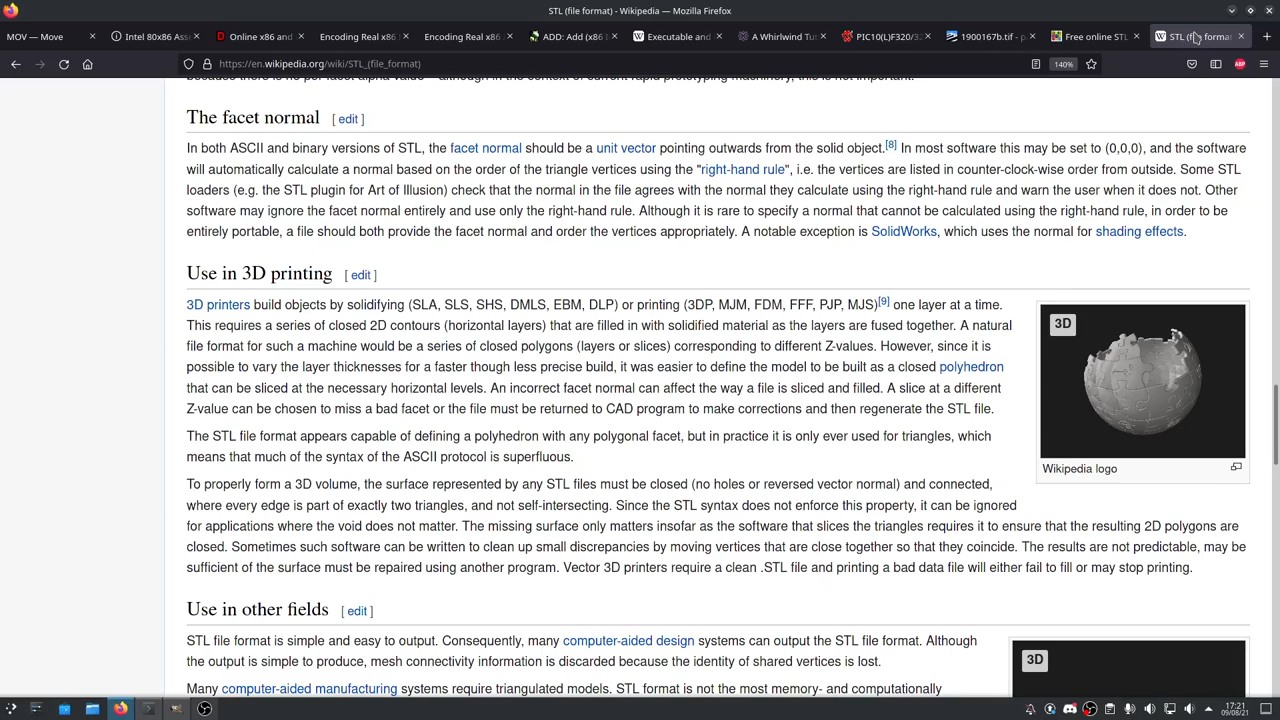 STL (file format) - Wikipedia — Mozilla Firefox
MOV — Move
Intel 80x86 Asse
Online x86 and
Encoding Real x86
Encoding Real x86
ADD: Add (x86
Executable and
A Whirlwind Tut
PIC10(L)F320/32
1900167b.tif - p
Free online STL
STL (file format
https://en.wikipedia.org/wiki/STL_(file_format)
140%
ABP
The facet normal [ edit ]
In both ASCII and binary versions of STL, the facet normal should be a unit vector pointing outwards from the solid object.[8] In most software this may be set to (0,0,0), and the software
will automatically calculate a normal based on the order of the triangle vertices using the "right-hand rule", i.e. the vertices are listed in counter-clock-wise order from outside. Some STL
loaders (e.g. the STL plugin for Art of Illusion) check that the normal in the file agrees with the normal they calculate using the right-hand rule and warn the user when it does not. Other
software may ignore the facet normal entirely and use only the right-hand rule. Although it is rare to specify a normal that cannot be calculated using the right-hand rule, in order to be
entirely portable, a file should both provide the facet normal and order the vertices appropriately. A notable exception is SolidWorks, which uses the normal for shading effects.
Use in 3D printing [ edit ]
3D printers build objects by solidifying (SLA, SLS, SHS, DMLS, EBM, DLP) or printing (3DP, MJM, FDM, FFF, PJP, MJS)[9] one layer at a time.
This requires a series of closed 2D contours (horizontal layers) that are filled in with solidified material as the layers are fused together. A natural
file format for such a machine would be a series of closed polygons (layers or slices) corresponding to different Z-values. However, since it is
possible to vary the layer thicknesses for a faster though less precise build, it was easier to define the model to be built as a closed polyhedron
that can be sliced at the necessary horizontal levels. An incorrect facet normal can affect the way a file is sliced and filled. A slice at a different
Z-value can be chosen to miss a bad facet or the file must be returned to CAD program to make corrections and then regenerate the STL file.
3D
Wikipedia logo
The STL file format appears capable of defining a polyhedron with any polygonal facet, but in practice it is only ever used for triangles, which
means that much of the syntax of the ASCII protocol is superfluous.
To properly form a 3D volume, the surface represented by any STL files must be closed (no holes or reversed vector normal) and connected,
where every edge is part of exactly two triangles, and not self-intersecting. Since the STL syntax does not enforce this property, it can be ignored
for applications where the void does not matter. The missing surface only matters insofar as the software that slices the triangles requires it to ensure that the resulting 2D polygons are
closed. Sometimes such software can be written to clean up small discrepancies by moving vertices that are close together so that they coincide. The results are not predictable, may be
sufficient of the surface must be repaired using another program. Vector 3D printers require a clean .STL file and printing a bad data file will either fail to fill or may stop printing.
Use in other fields [ edit ]
STL file format is simple and easy to output. Consequently, many computer-aided design systems can output the STL file format. Although
the output is simple to produce, mesh connectivity information is discarded because the identity of shared vertices is lost.
3D
Many computer-aided manufacturing systems require triangulated models. STL format is not the most memory- and computationally
17:21
09/08/21